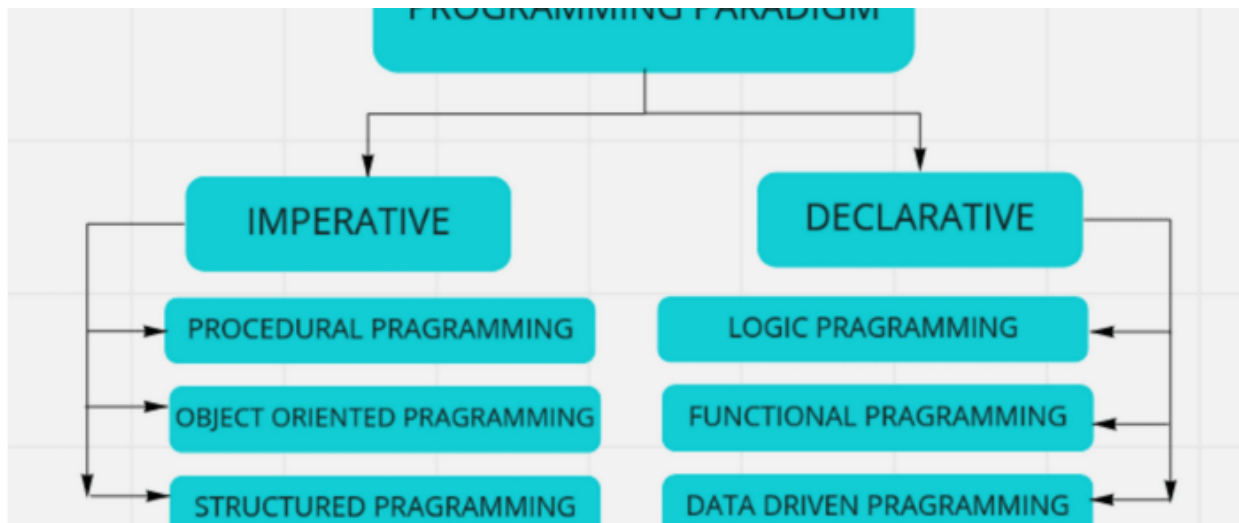 PROGRAMMING PARADIGM
IMPERATIVE
DECLARATIVE
PROCEDURAL PRAGRAMMING
LOGIC PRAGRAMMING
OBJECT ORIENTED PRAGRAMMING
FUNCTIONAL PRAGRAMMING
STRUCTURED PRAGRAMMING
DATA DRIVEN PRAGRAMMING